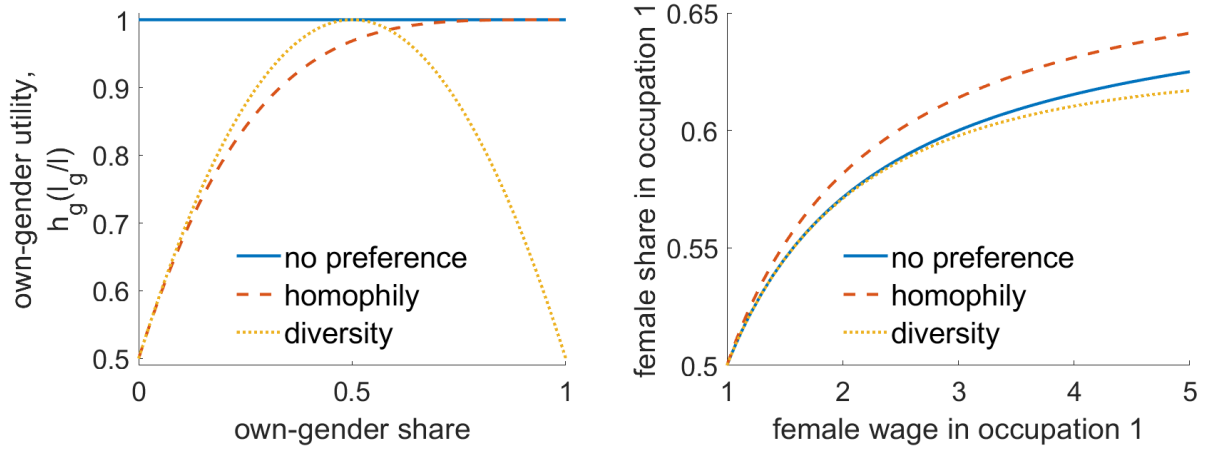 own-gender utility,
h_g(l_g/l)
1
0.9
0.8
0.7
0.6
0.5
no preference
homophily
diversity
0
0.5
1
own-gender share
female share in occupation 1
0.65
0.6
0.55
0.5
no preference
homophily
diversity
1
2
3
4
5
female wage in occupation 1